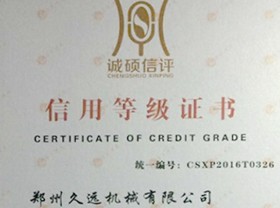 诚硕信评
CHENGSHUO XINPING
信用等级证书
CERTIFICATE OF CREDIT GRADE
统一编号：CSXP2016T0326
郑州久远机械有限公司